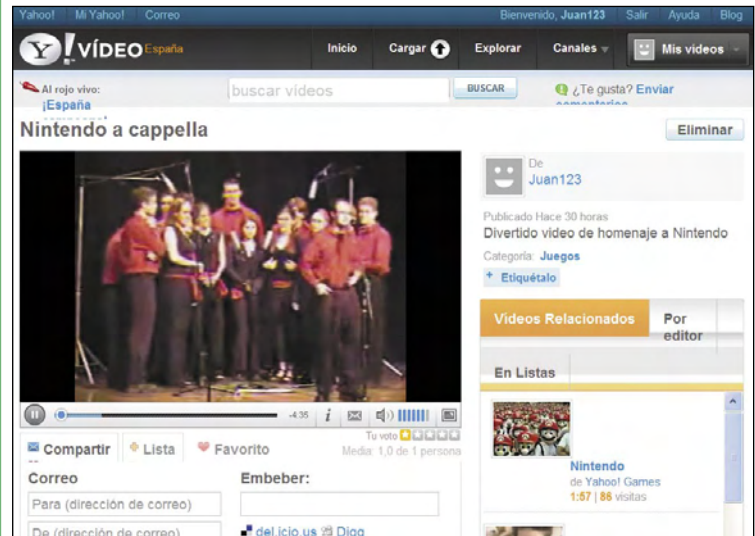 Yahoo! Mi Yahoo! Correo Bienvenido, Juan123 Salir Ayuda Blog
Y! VÍDEO España Inicio Cargar Explorar Canales Mis videos
Al rojo vivo:
¡España
buscar vídeos BUSCAR
¿Te gusta? Enviar
comentarios
Nintendo a cappella Eliminar
De
Juan123
Publicado Hace 30 horas
Divertido video de homenaje a Nintendo
Categoría: Juegos
+ Etiquétalo
Videos Relacionados Por
editor
En Listas
Nintendo
de Yahoo! Games
1:57 | 86 visitas
-4:35 i
Tu voto
Media: 1,0 de 1 persona
Compartir Lista Favorito
Correo Embeber:
Para (dirección de correo)
De (dirección de correo) del.icio.us Digg